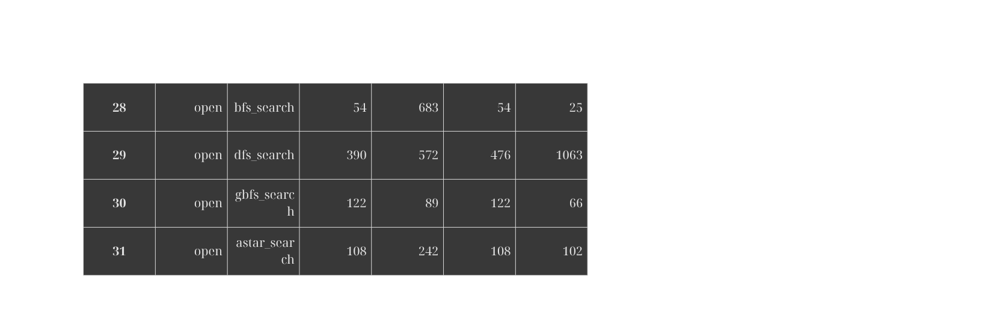 28 open bfs_search 54 683 54 25
29 open dfs_search 390 572 476 1063
30 open gbfs_searc
h 122 89 122 66
31 open astar_sear
ch 108 242 108 102